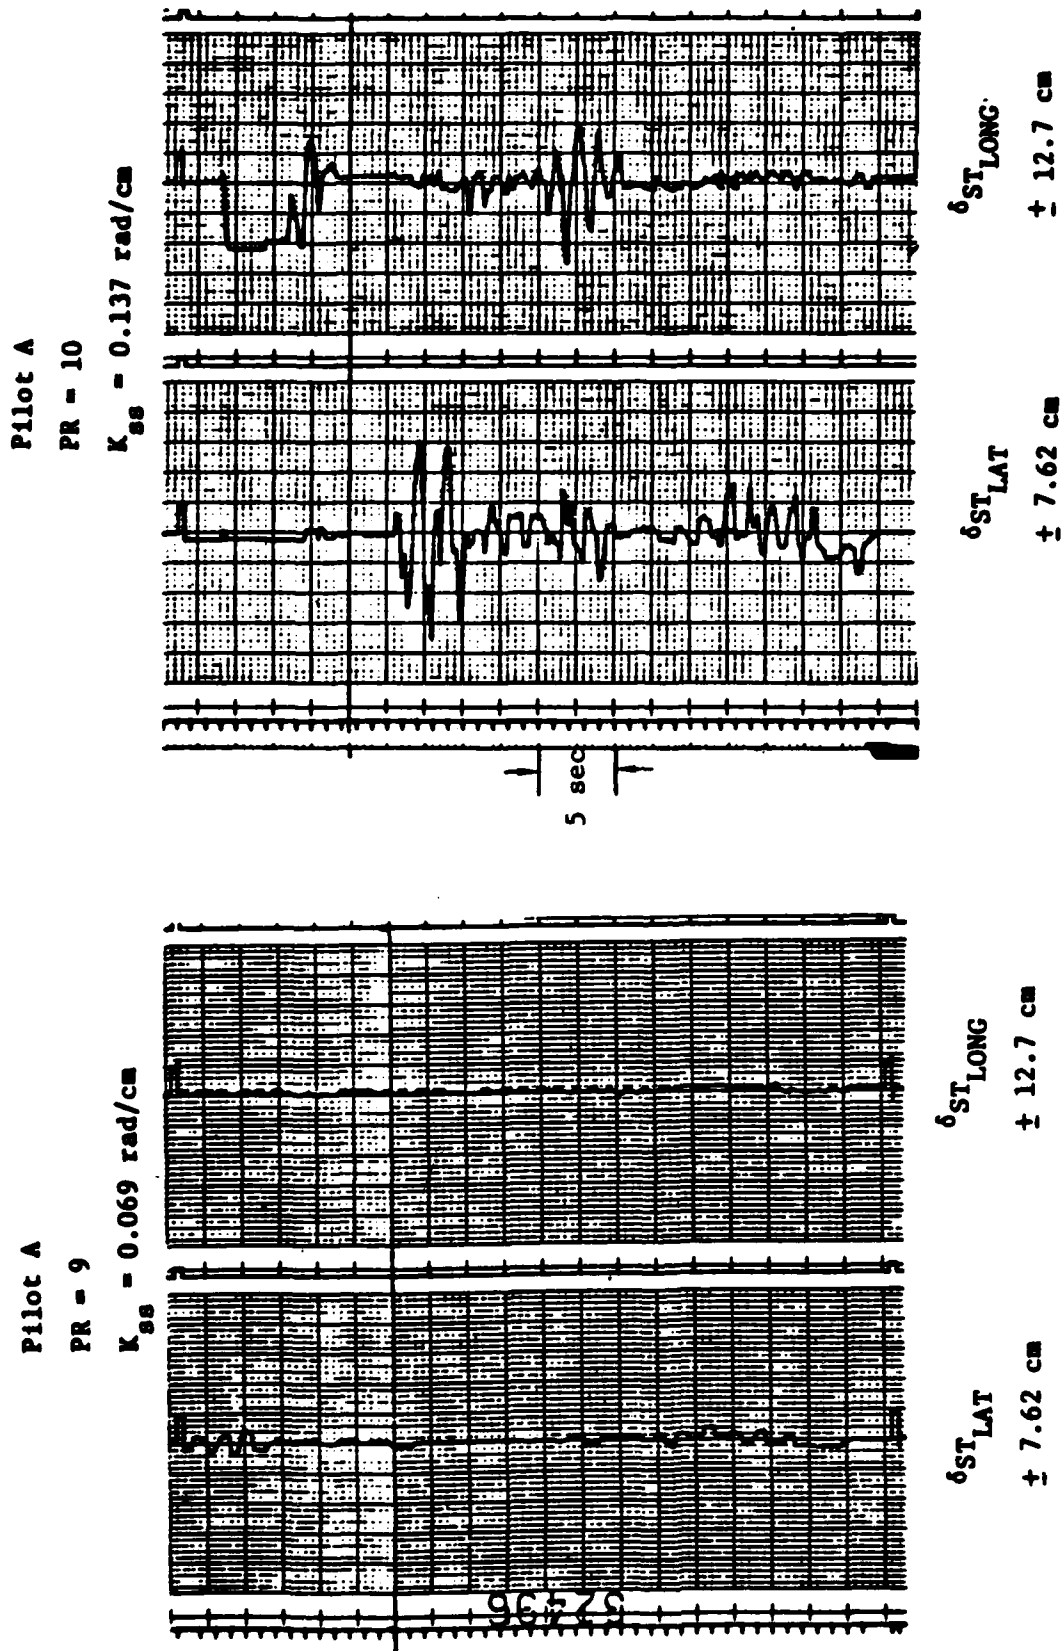 Pilot A
PR = 10
K_ss = 0.137 rad/cm
δ_ST_LONG
± 12.7 cm
δ_ST_LAT
± 7.62 cm
5 sec
Pilot A
PR = 9
K_ss = 0.069 rad/cm
δ_ST_LONG
± 12.7 cm
δ_ST_LAT
± 7.62 cm